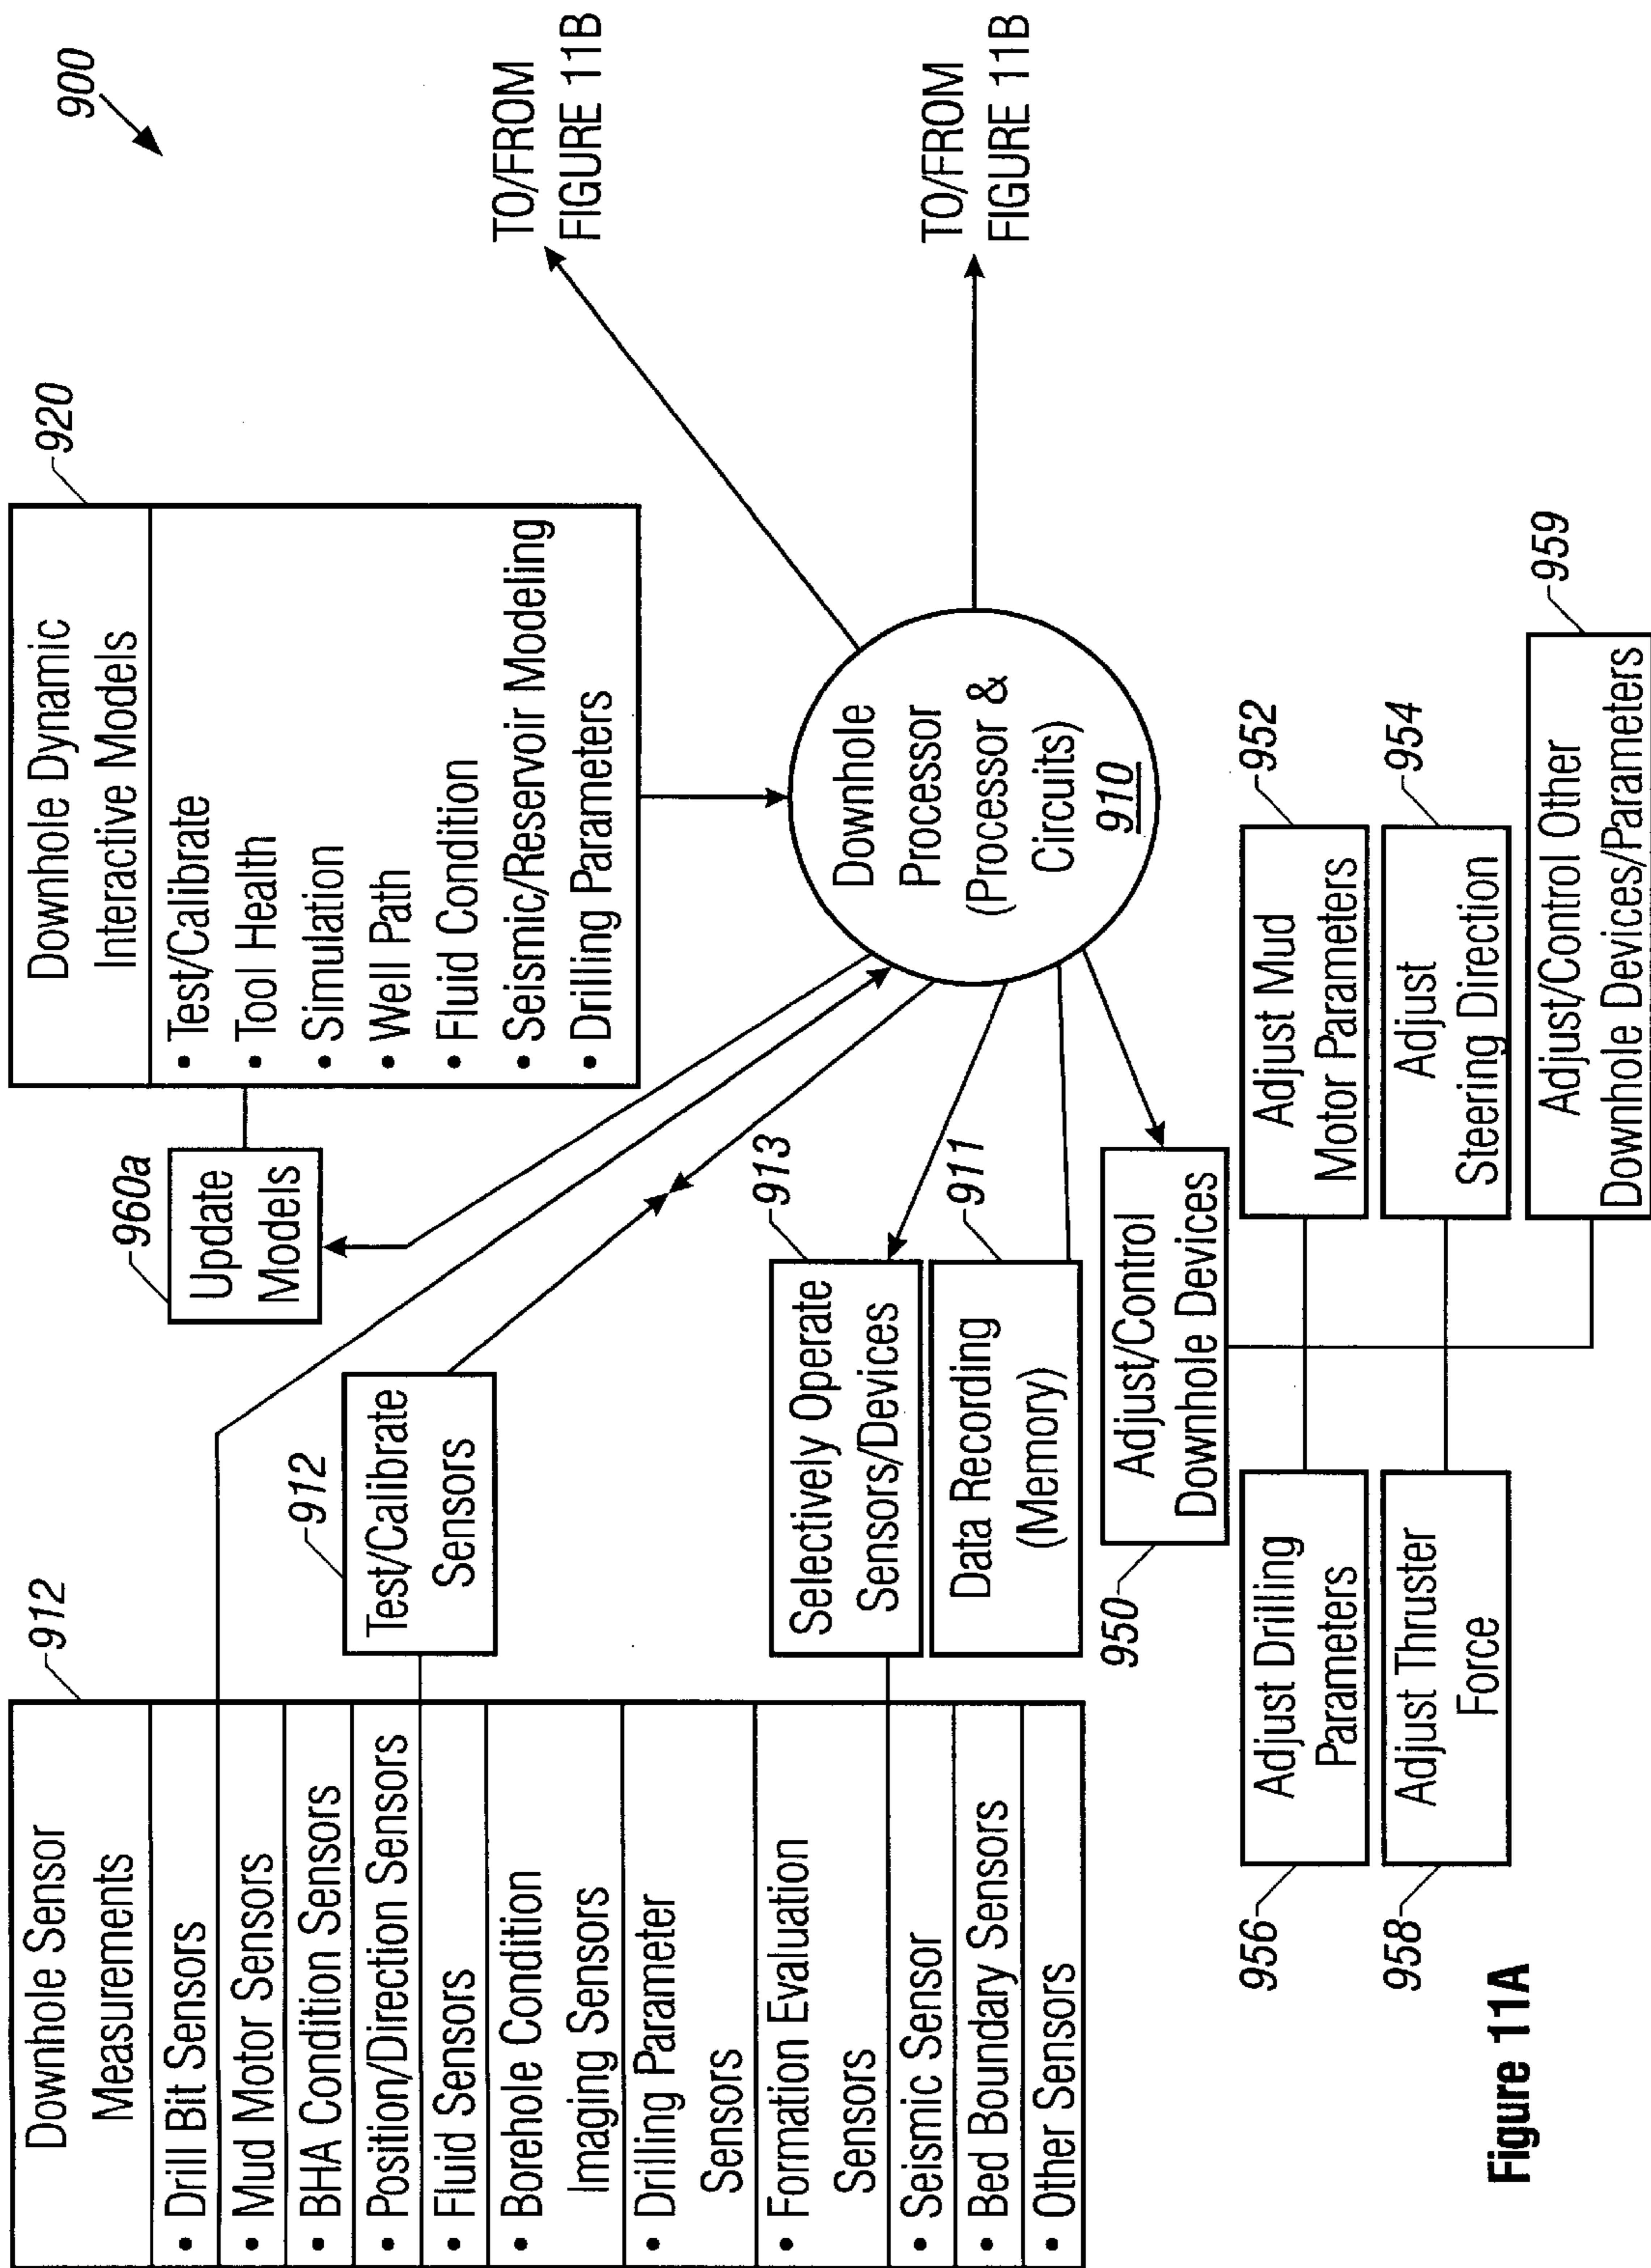 900
912
Downhole Sensor
Measurements
• Drill Bit Sensors
• Mud Motor Sensors
• BHA Condition Sensors
• Position/Direction Sensors
• Fluid Sensors
• Borehole Condition
Imaging Sensors
• Drilling Parameter
Sensors
• Formation Evaluation
Sensors
• Seismic Sensor
• Bed Boundary Sensors
• Other Sensors
960a
Update
Models
920
Downhole Dynamic
Interactive Models
• Test/Calibrate
• Tool Health
• Simulation
• Well Path
• Fluid Condition
• Seismic/Reservoir Modeling
• Drilling Parameters
912
Test/Calibrate
Sensors
TO/FROM
FIGURE 11B
913
Selectively Operate
Sensors/Devices
911
Data Recording
(Memory)
Downhole
Processor
(Processor &
Circuits)
910
TO/FROM
FIGURE 11B
950
Adjust/Control
Downhole Devices
956
Adjust Drilling
Parameters
952
Adjust Mud
Motor Parameters
958
Adjust Thruster
Force
954
Adjust
Steering Direction
959
Adjust/Control Other
Downhole Devices/Parameters
Figure 11A